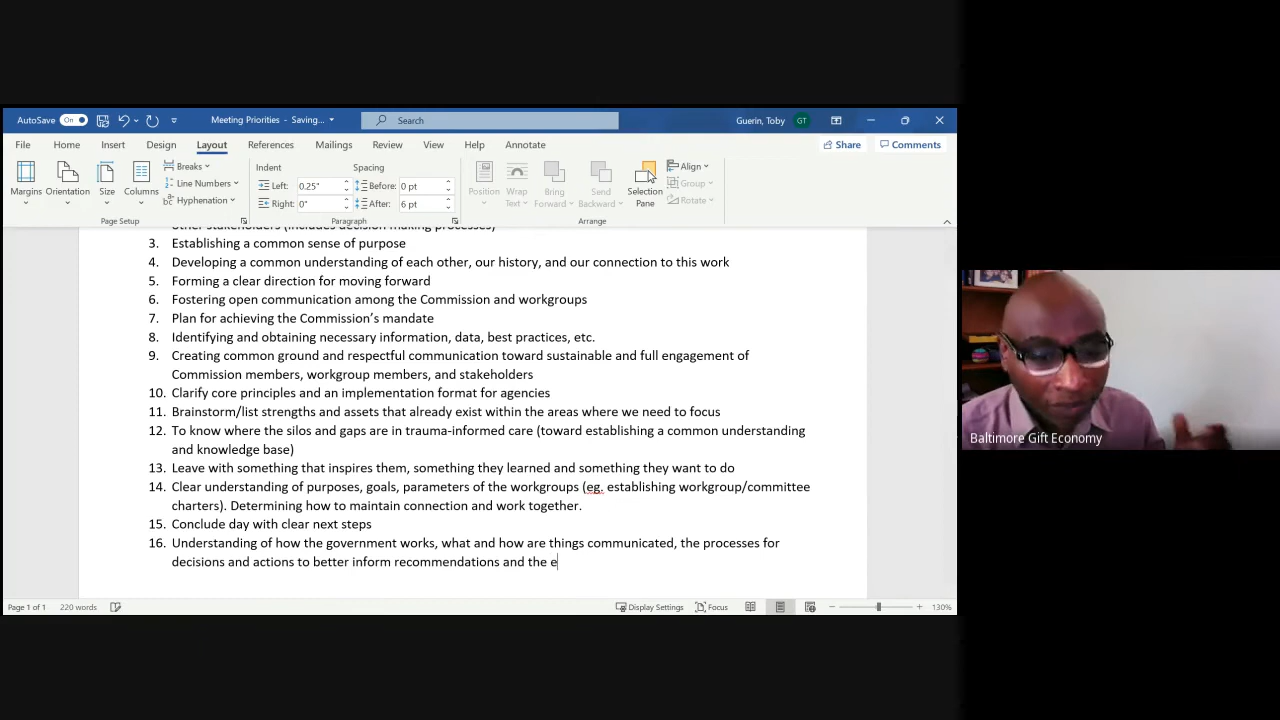 AutoSave On Meeting Priorities - Saving... Search Guerin, Toby GT
File Home Insert Design Layout References Mailings Review View Help Annotate Share Comments
Margins Orientation Size Columns Breaks Line Numbers Hyphenation
Page Setup
Indent Spacing
Left: 0.25" Before: 0 pt
Right: 0" After: 6 pt
Paragraph
Position Wrap Text Bring Forward Send Backward Selection Pane Align Group Rotate
Arrange
other stakeholders (includes decision making processes)
3. Establishing a common sense of purpose
4. Developing a common understanding of each other, our history, and our connection to this work
5. Forming a clear direction for moving forward
6. Fostering open communication among the Commission and workgroups
7. Plan for achieving the Commission's mandate
8. Identifying and obtaining necessary information, data, best practices, etc.
9. Creating common ground and respectful communication toward sustainable and full engagement of
Commission members, workgroup members, and stakeholders
10. Clarify core principles and an implementation format for agencies
11. Brainstorm/list strengths and assets that already exist within the areas where we need to focus
12. To know where the silos and gaps are in trauma-informed care (toward establishing a common understanding
and knowledge base)
13. Leave with something that inspires them, something they learned and something they want to do
14. Clear understanding of purposes, goals, parameters of the workgroups (eg. establishing workgroup/committee
charters). Determining how to maintain connection and work together.
15. Conclude day with clear next steps
16. Understanding of how the government works, what and how are things communicated, the processes for
decisions and actions to better inform recommendations and the e
Page 1 of 1 220 words Display Settings Focus 130%
Baltimore Gift Economy